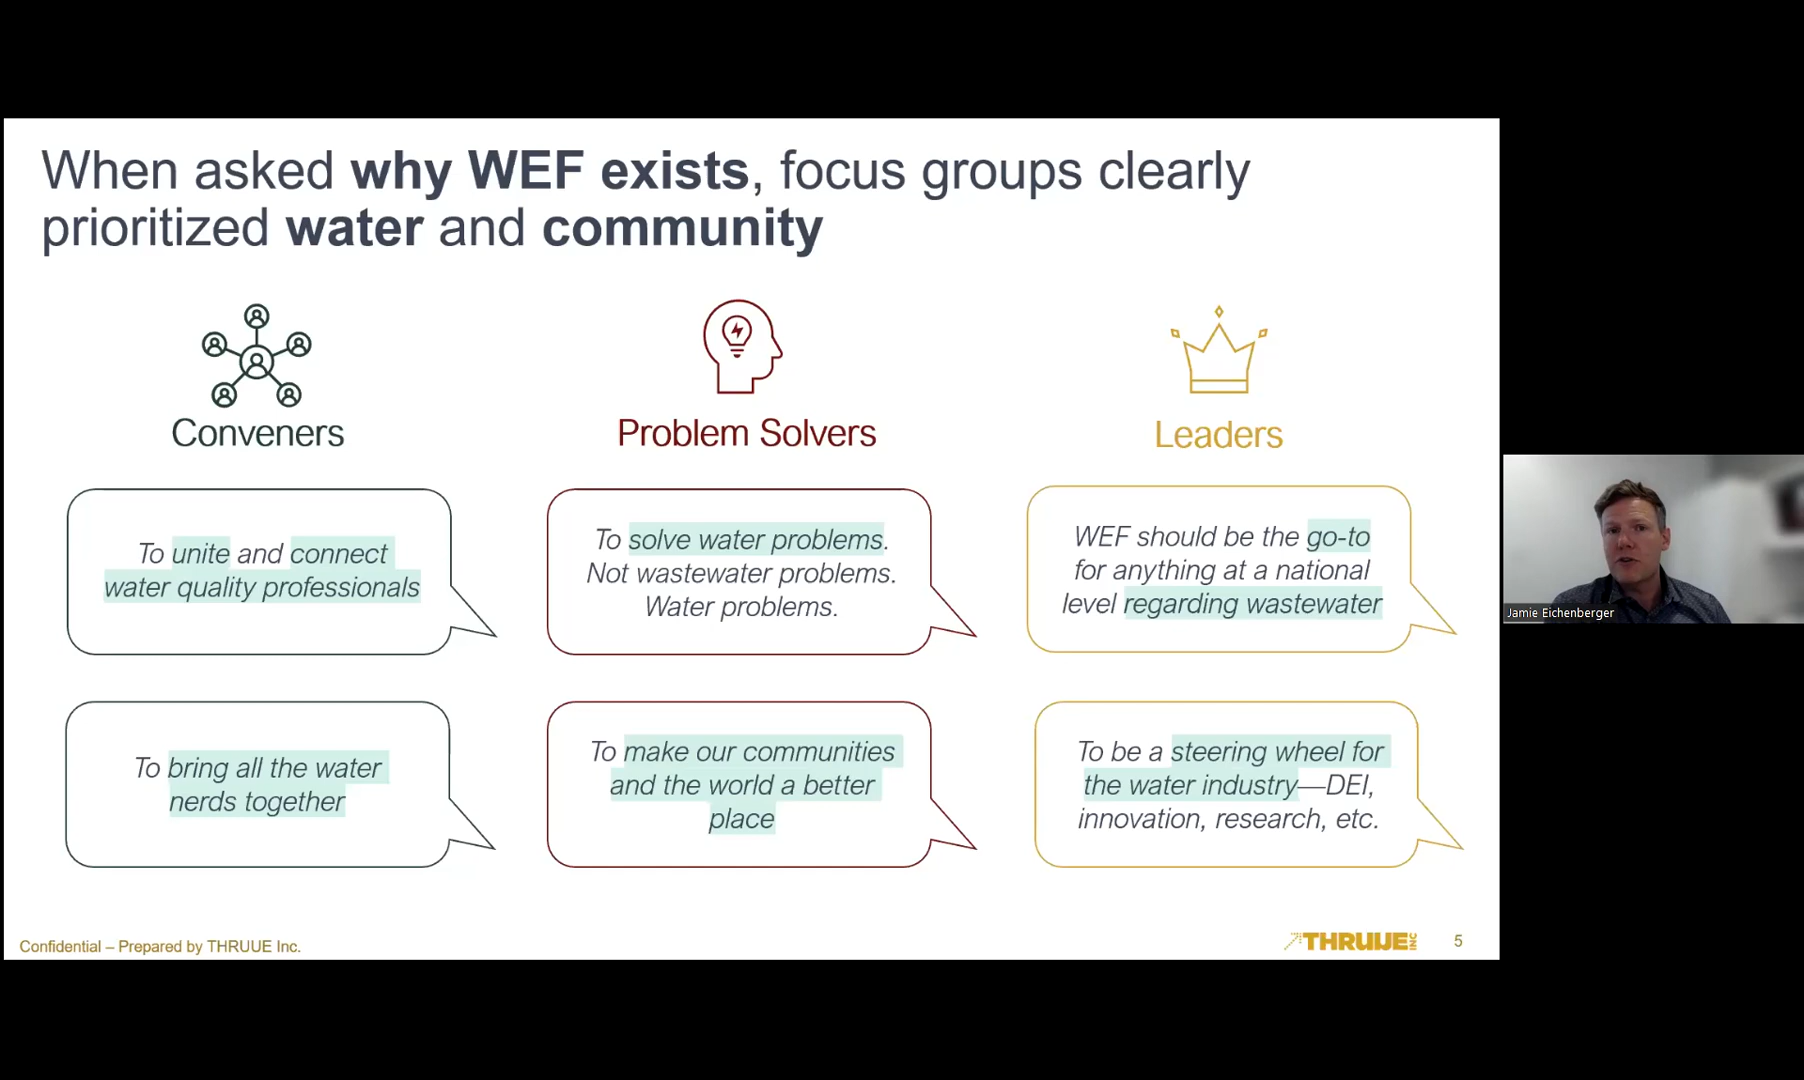 When asked why WEF exists, focus groups clearly
prioritized water and community
Conveners
Problem Solvers
Leaders
To unite and connect
water quality professionals
To solve water problems.
Not wastewater problems.
Water problems.
WEF should be the go-to
for anything at a national
level regarding wastewater
To bring all the water
nerds together
To make our communities
and the world a better
place
To be a steering wheel for
the water industry—DEI,
innovation, research, etc.
Confidential – Prepared by THRUUE Inc.
THRUUE INC
5
Jamie Eichenberger